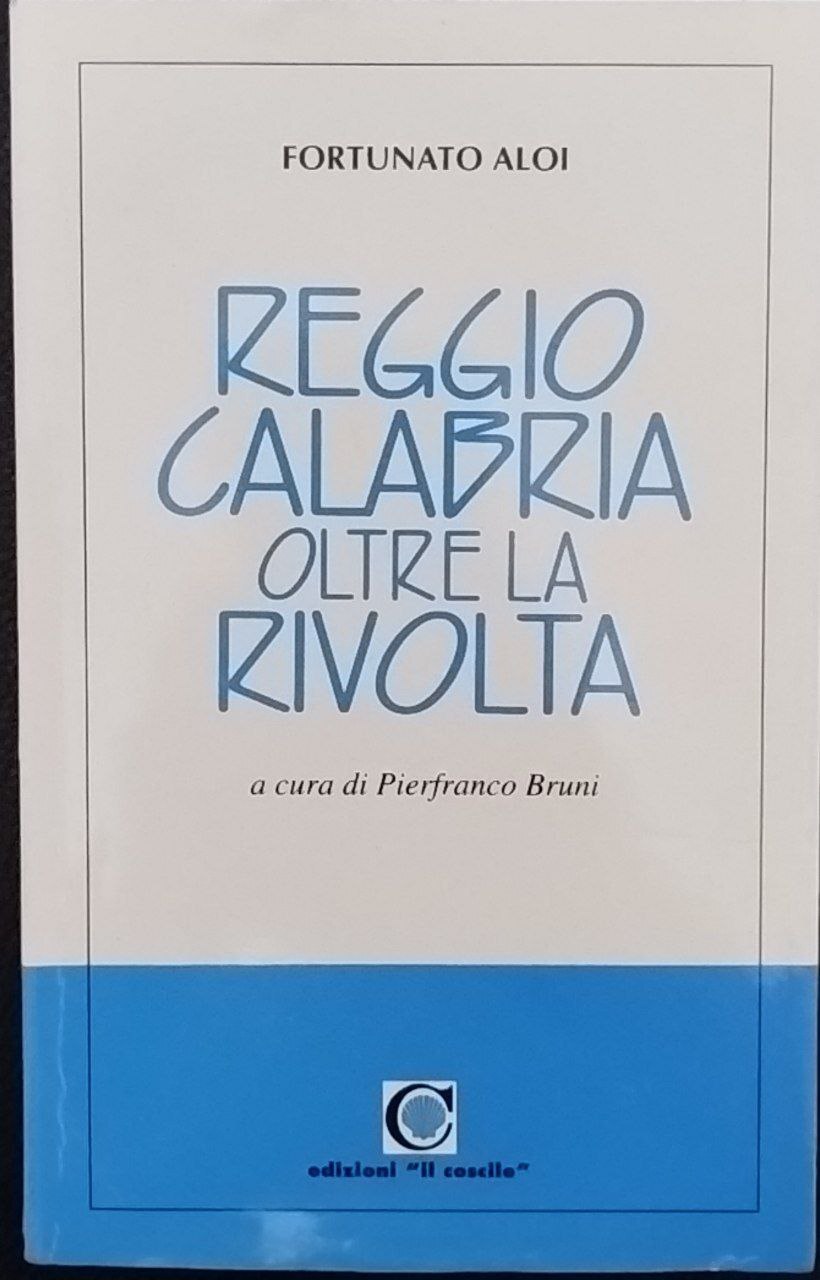 FORTUNATO ALOI
REGGIO
CALABRIA
OLTRE LA
RIVOLTA
a cura di Pierfranco Bruni
C
edizioni "il coscile"